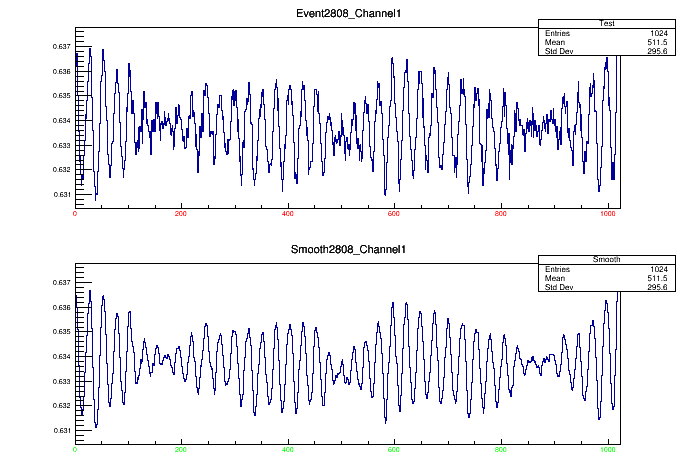 Event2808_Channel1
Test
Entries 1024
Mean 511.5
Std Dev 295.6
0.637
0.636
0.635
0.634
0.633
0.632
0.631
0 200 400 600 800 1000
Smooth2808_Channel1
Smooth
Entries 1024
Mean 511.5
Std Dev 295.6
0.637
0.636
0.635
0.634
0.633
0.632
0.631
0 200 400 600 800 1000